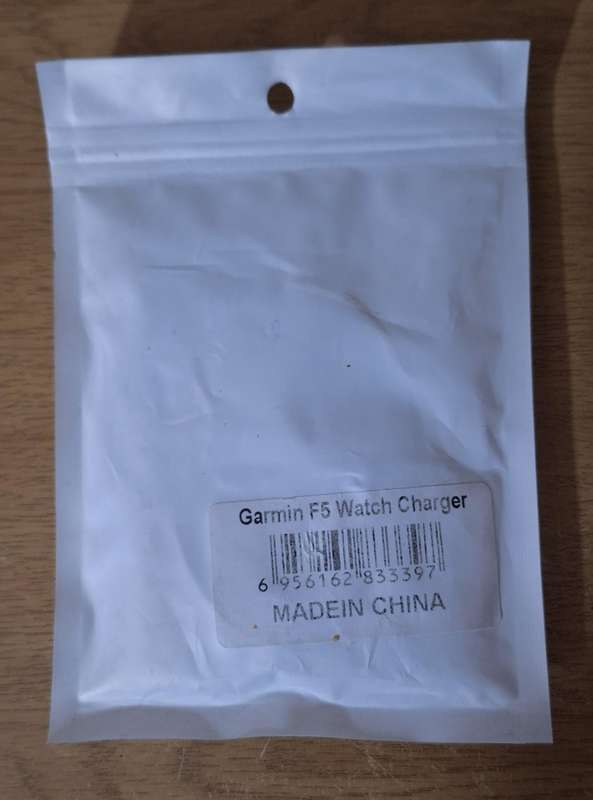 Garmin F5 Watch Charger
6 956162 833397
MADEIN CHINA